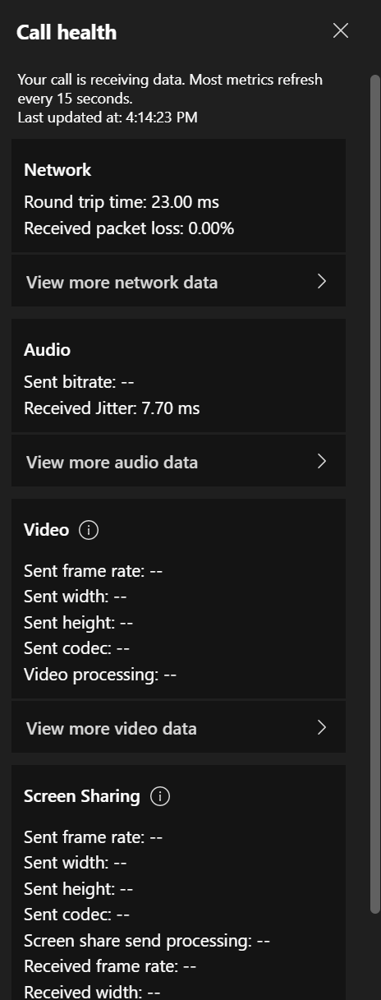 Call health
Your call is receiving data. Most metrics refresh
every 15 seconds.
Last updated at: 4:14:23 PM
Network
Round trip time: 23.00 ms
Received packet loss: 0.00%
View more network data
Audio
Sent bitrate: --
Received Jitter: 7.70 ms
View more audio data
Video
Sent frame rate: --
Sent width: --
Sent height: --
Sent codec: --
Video processing: --
View more video data
Screen Sharing
Sent frame rate: --
Sent width: --
Sent height: --
Sent codec: --
Screen share send processing: --
Received frame rate: --
Received width: --